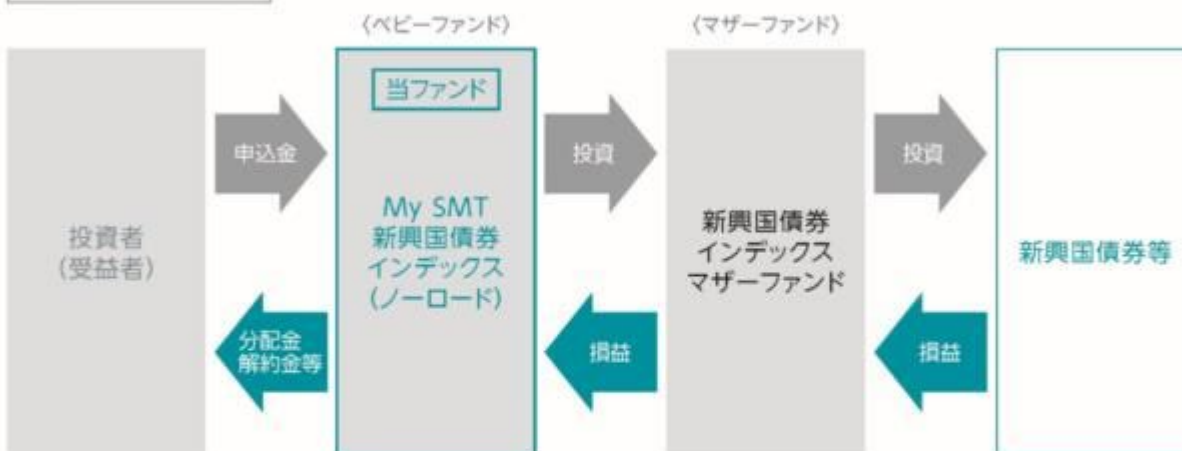 〈ベビーファンド〉
〈マザーファンド〉
当ファンド
申込金
投資
投資
投資者
(受益者)
My SMT
新興国債券
インデックス
(ノーロード)
新興国債券
インデックス
マザーファンド
新興国債券等
分配金
解約金等
損益
損益